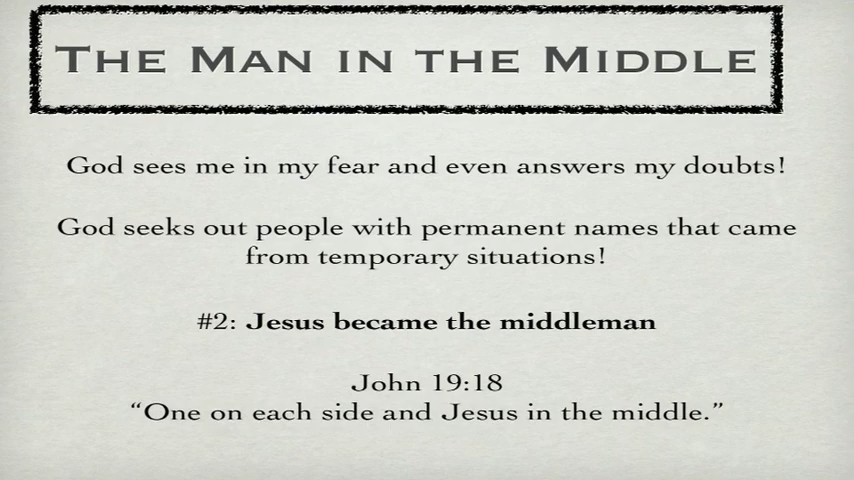 The Man in the Middle
God sees me in my fear and even answers my doubts!
God seeks out people with permanent names that came
from temporary situations!
#2: Jesus became the middleman
John 19:18
“One on each side and Jesus in the middle.”